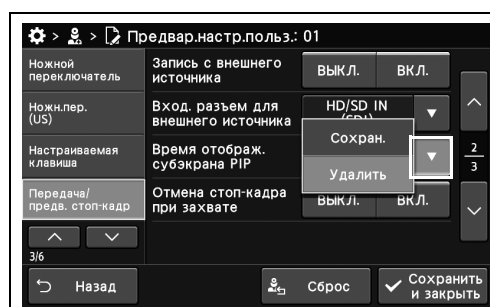 > > Предвар.настр.польз.: 01
Ножной
переключатель
Запись с внешнего
источника
ВЫКЛ.
ВКЛ.
Ножн.пер.
(US)
Вход. разъем для
внешнего источника
HD/SD IN
(SDI)
Настраиваемая
клавиша
Время отображ.
субэкрана PIP
Сохран.
Удалить
2
3
Передача/
предв. стоп-кадр
Отмена стоп-кадра
при захвате
ВЫКЛ.
ВКЛ.
3/6
Назад
Сброс
Сохранить
и закрыть